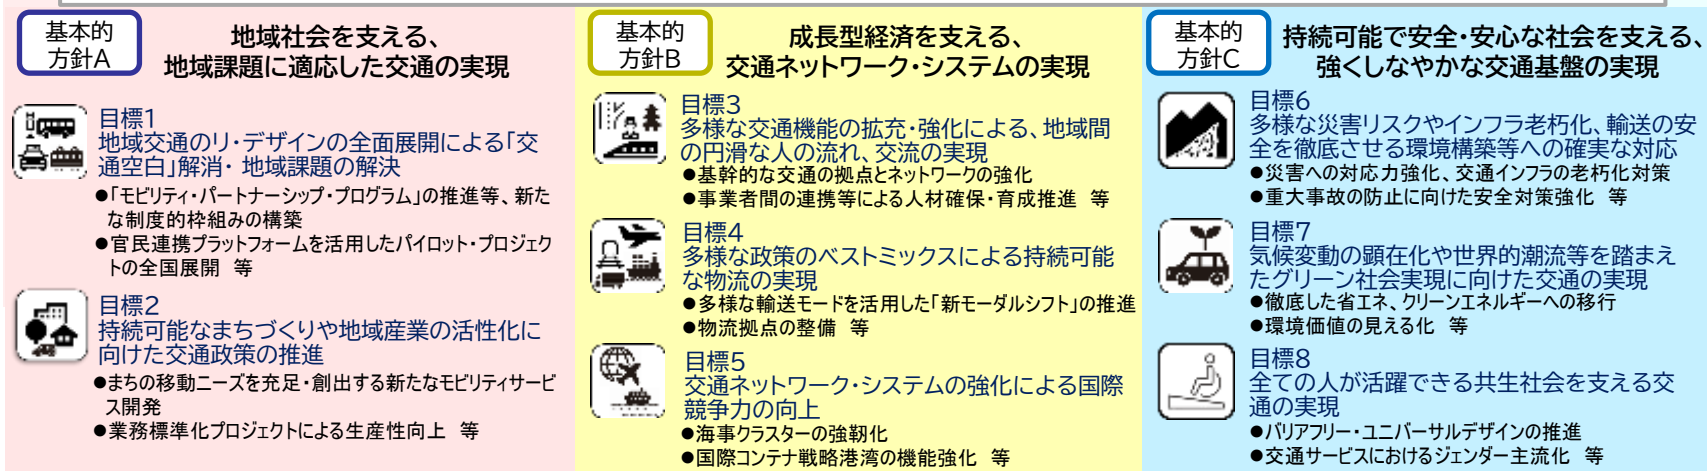 基本的
方針A
地域社会を支える、
地域課題に適応した交通の実現
目標1
地域交通のリ・デザインの全面展開による「交
通空白」解消・ 地域課題の解決
●「モビリティ・パートナーシップ・プログラム」の推進等、新た
な制度的枠組みの構築
●官民連携プラットフォームを活用したパイロット・プロジェク
トの全国展開 等
目標2
持続可能なまちづくりや地域産業の活性化に
向けた交通政策の推進
●まちの移動ニーズを充足・創出する新たなモビリティサービ
ス開発
●業務標準化プロジェクトによる生産性向上 等
基本的
方針B
成長型経済を支える、
交通ネットワーク・システムの実現
目標3
多様な交通機能の拡充・強化による、地域間
の円滑な人の流れ、交流の実現
●基幹的な交通の拠点とネットワークの強化
●事業者間の連携等による人材確保・育成推進 等
目標4
多様な政策のベストミックスによる持続可能
な物流の実現
●多様な輸送モードを活用した「新モーダルシフト」の推進
●物流拠点の整備 等
目標5
交通ネットワーク・システムの強化による国際
競争力の向上
●海事クラスターの強靭化
●国際コンテナ戦略港湾の機能強化 等
基本的
方針C
持続可能で安全・安心な社会を支える、
強くしなやかな交通基盤の実現
目標6
多様な災害リスクやインフラ老朽化、輸送の安
全を徹底させる環境構築等への確実な対応
●災害への対応力強化、交通インフラの老朽化対策
●重大事故の防止に向けた安全対策強化 等
目標7
気候変動の顕在化や世界的潮流等を踏まえ
たグリーン社会実現に向けた交通の実現
●徹底した省エネ、クリーンエネルギーへの移行
●環境価値の見える化 等
目標8
全ての人が活躍できる共生社会を支える交
通の実現
●バリアフリー・ユニバーサルデザインの推進
●交通サービスにおけるジェンダー主流化 等